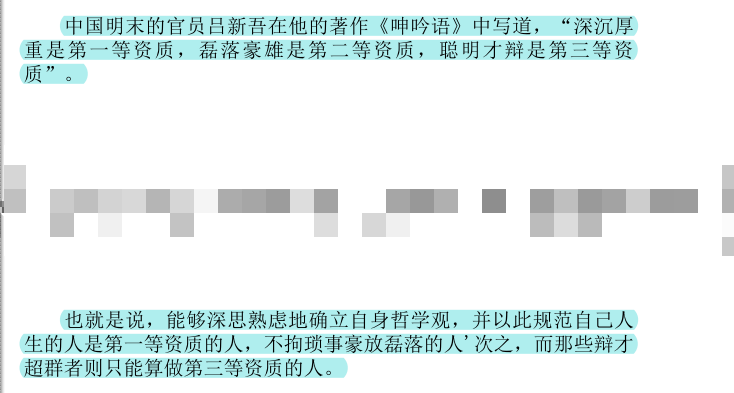 中国明末的官员吕新吾在他的著作《呻吟语》中写道，“深沉厚
重是第一等资质，磊落豪雄是第二等资质，聪明才辩是第三等资
质”。
也就是说，能够深思熟虑地确立自身哲学观，并以此规范自己人
生的人是第一等资质的人，不拘琐事豪放磊落的人'次之，而那些辩才
超群者则只能算做第三等资质的人。